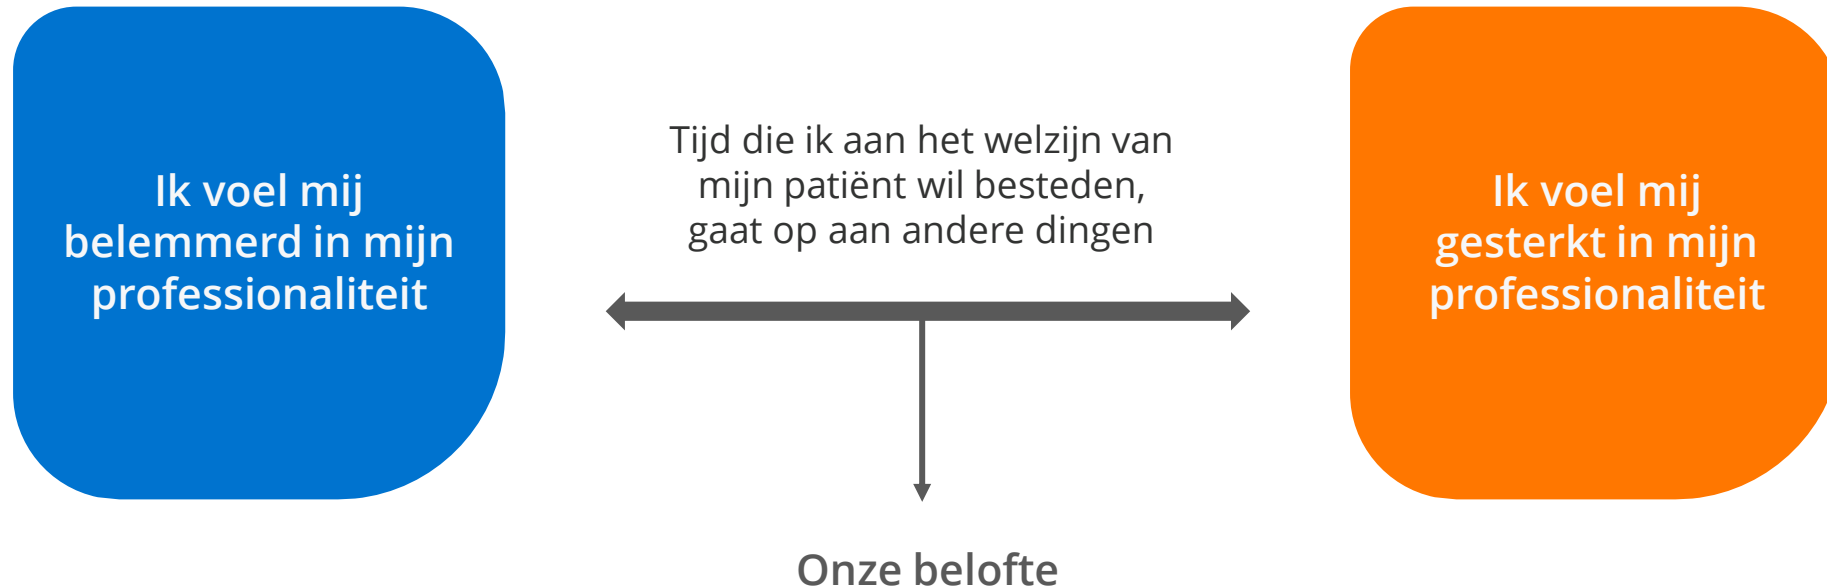 Ik voel mij
belemmerd in mijn
professionaliteit
Tijd die ik aan het welzijn van
mijn patiënt wil besteden,
gaat op aan andere dingen
Ik voel mij
gesterkt in mijn
professionaliteit
Onze belofte